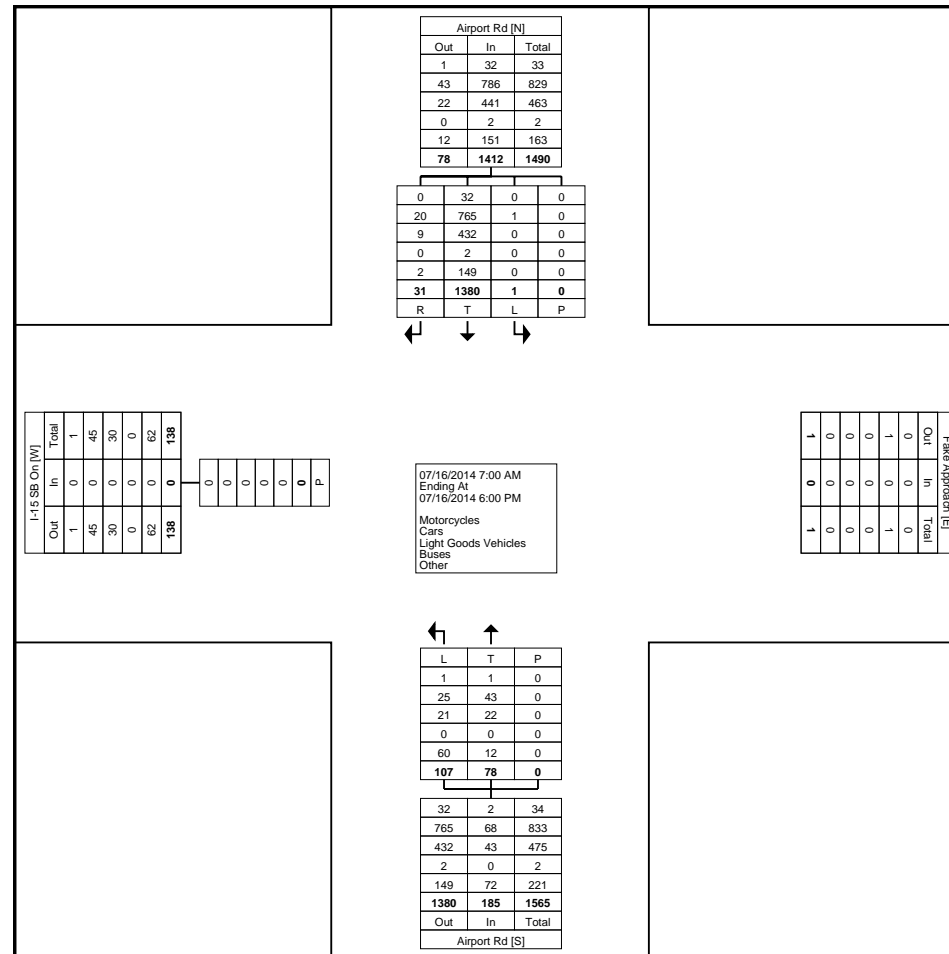 Airport Rd [N]
Out In Total
1 32 33
43 786 829
22 441 463
0 2 2
12 151 163
78 1412 1490
0 32 0 0
20 765 1 0
9 432 0 0
0 2 0 0
2 149 0 0
31 1380 1 0
R T L P
I-15 SB On [W]
Total 1 45 30 0 62 138
In 0 0 0 0 0 0
Out 1 45 30 0 62 138
0 0 0 0 0 0 P
07/16/2014 7:00 AM
Ending At
07/16/2014 6:00 PM
Motorcycles
Cars
Light Goods Vehicles
Buses
Other
Fake Approach [E]
Out In Total
0 0 0
1 0 1
0 0 0
0 0 0
0 0 0
1 0 1
L T P
1 1 0
25 43 0
21 22 0
0 0 0
60 12 0
107 78 0
32 2 34
765 68 833
432 43 475
2 0 2
149 72 221
1380 185 1565
Out In Total
Airport Rd [S]